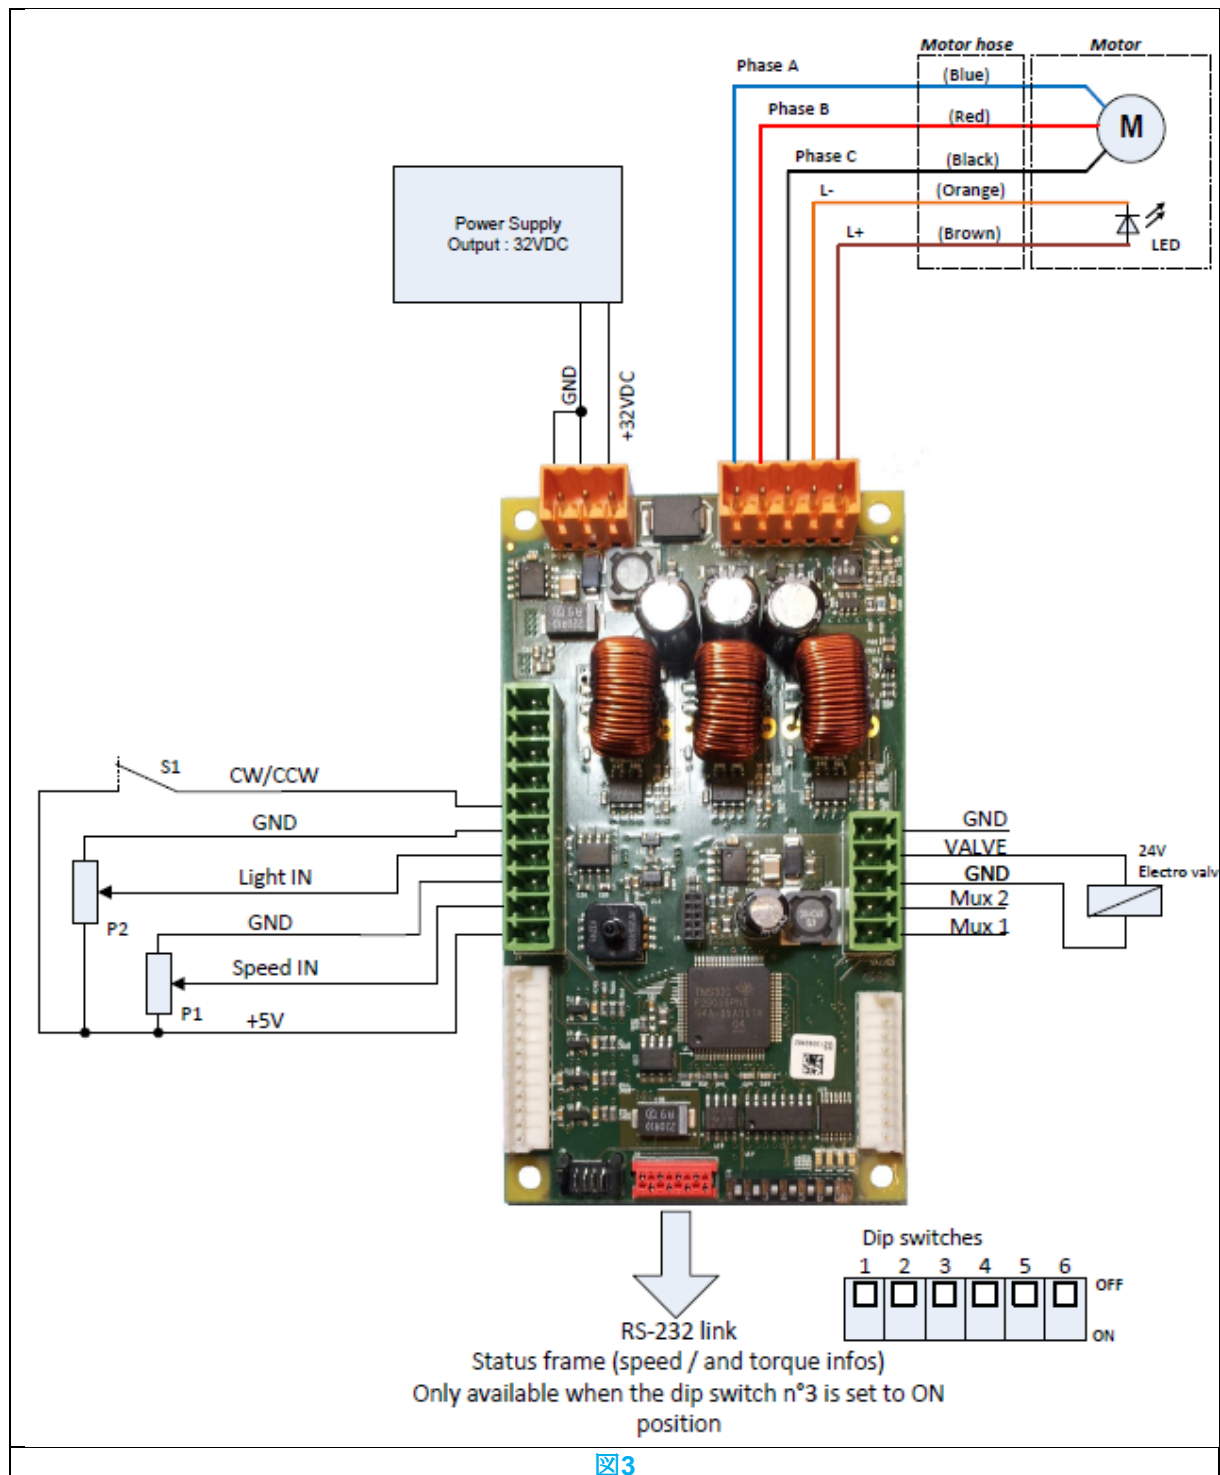 Motor hose
Motor
Phase A
(Blue)
Phase B
(Red)
M
Phase C
(Black)
L-
(Orange)
L+
(Brown)
LED
Power Supply
Output : 32VDC
GND
+32VDC
S1
CW/CCW
GND
Light IN
P2
GND
Speed IN
P1
+5V
GND
VALVE
GND
Mux 2
Mux 1
24V
Electro valv
TMS320
Dip switches
1 2 3 4 5 6
OFF
ON
RS-232 link
Status frame (speed / and torque infos)
Only available when the dip switch n°3 is set to ON
position
図3